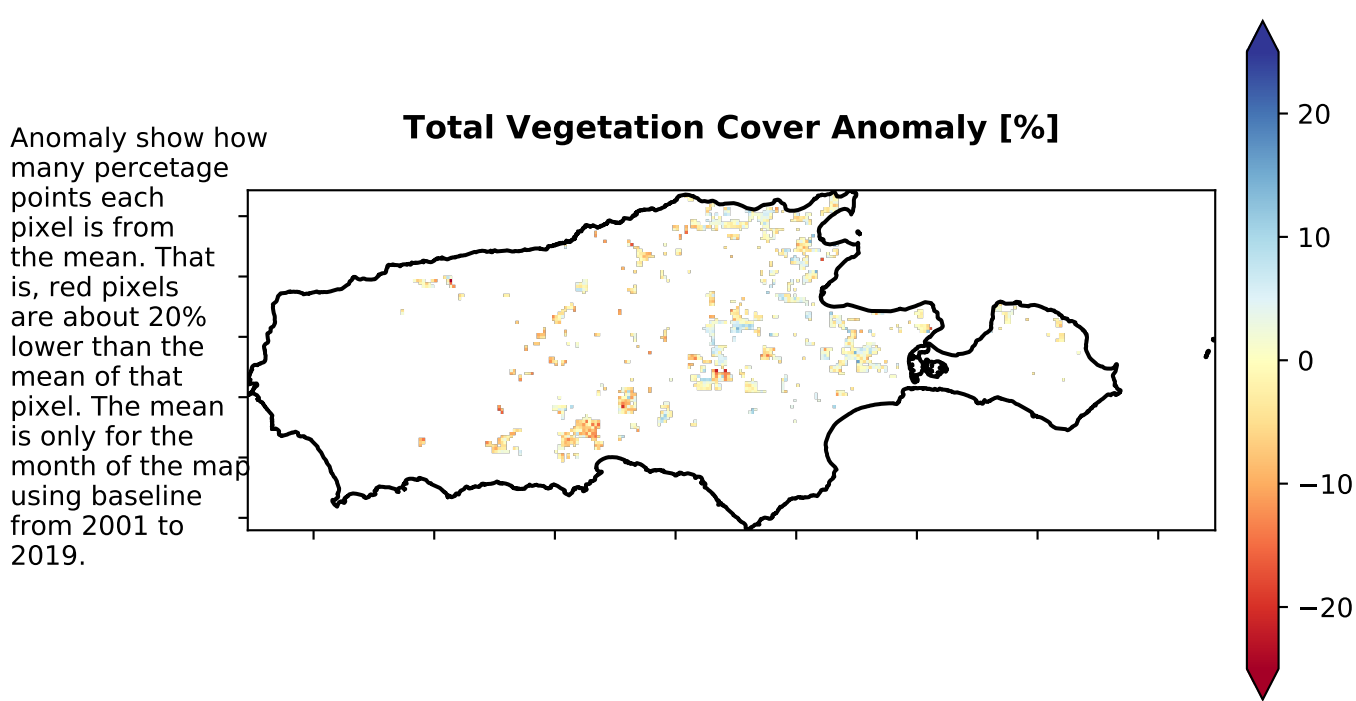 Total Vegetation Cover Anomaly [%]
Anomaly show how
many percetage
points each
pixel is from
the mean. That
is, red pixels
are about 20%
lower than the
mean of that
pixel. The mean
is only for the
month of the map
using baseline
from 2001 to
2019.
20
10
0
−10
−20